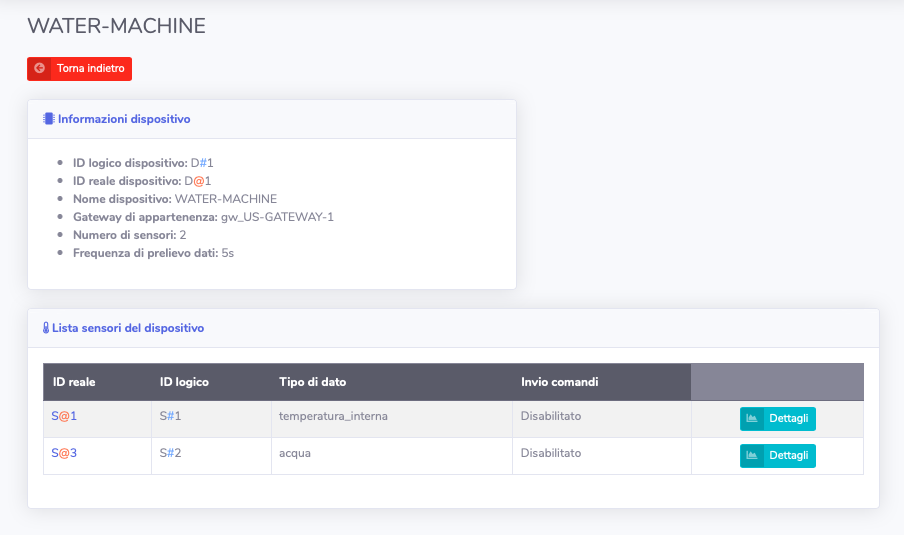 WATER-MACHINE
Torna indietro
Informazioni dispositivo
ID logico dispositivo: D#1
ID reale dispositivo: D@1
Nome dispositivo: WATER-MACHINE
Gateway di appartenenza: gw_US-GATEWAY-1
Numero di sensori: 2
Frequenza di prelievo dati: 5s
Lista sensori del dispositivo
ID reale ID logico Tipo di dato Invio comandi
S@1 S#1 temperatura_interna Disabilitato Dettagli
S@3 S#2 acqua Disabilitato Dettagli